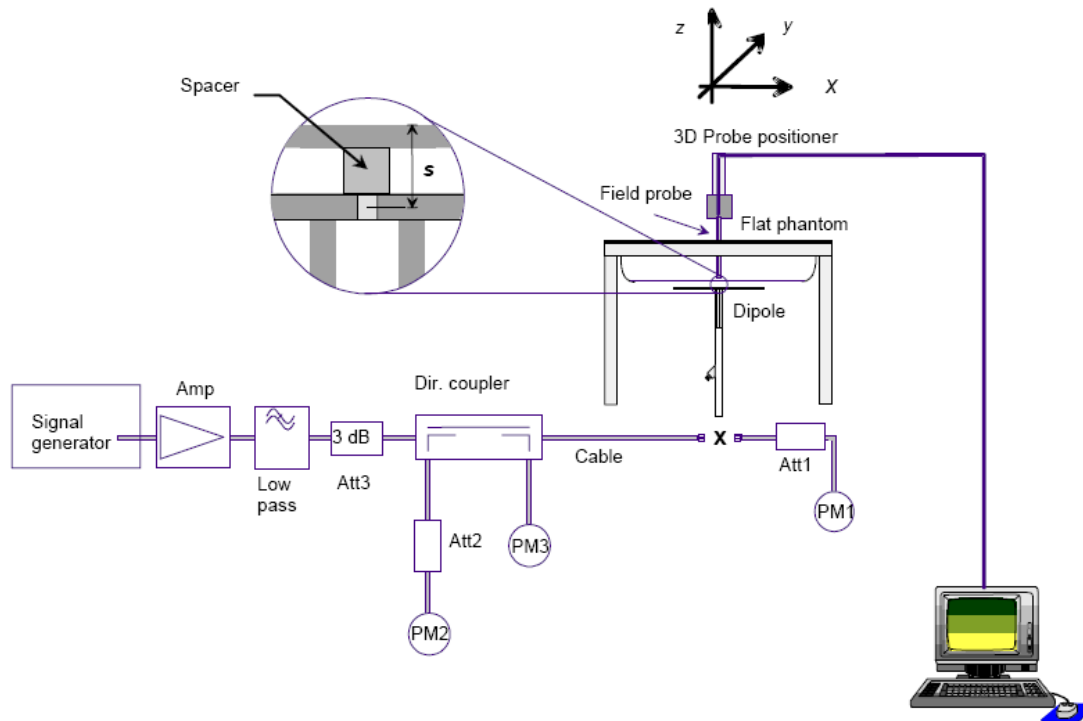 z
y
X
Spacer
s
3D Probe positioner
Field probe
Flat phantom
Dipole
Signal
generator
Amp
Low
pass
3 dB
Att3
Dir. coupler
Cable
X
Att1
PM1
Att2
PM3
PM2